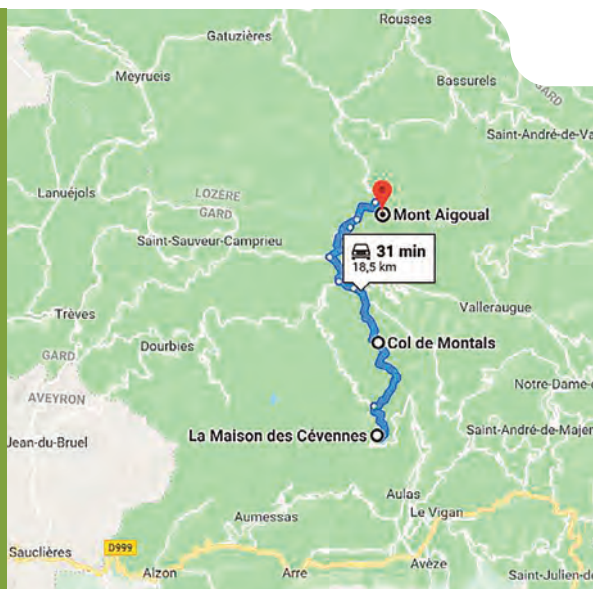 Rousses
Gatuzières
Meyrueis
Bassurels
GARD
Saint-André-de-Va
Lanuéjols
LOZÈRE
GARD
Mont Aigoual
Saint-Sauveur-Camprieu
31 min
18,5 km
Trèves
Valleraugue
Dourbies
Col de Montals
GARD
AVEYRON
Notre-Dame-d
Jean-du-Bruel
La Maison des Cévennes
Saint-André-de-Majen
Aulas
Aumessas
Le Vigan
Sauclières
D999
Alzon
Arre
Avèze
Saint-Julien-de